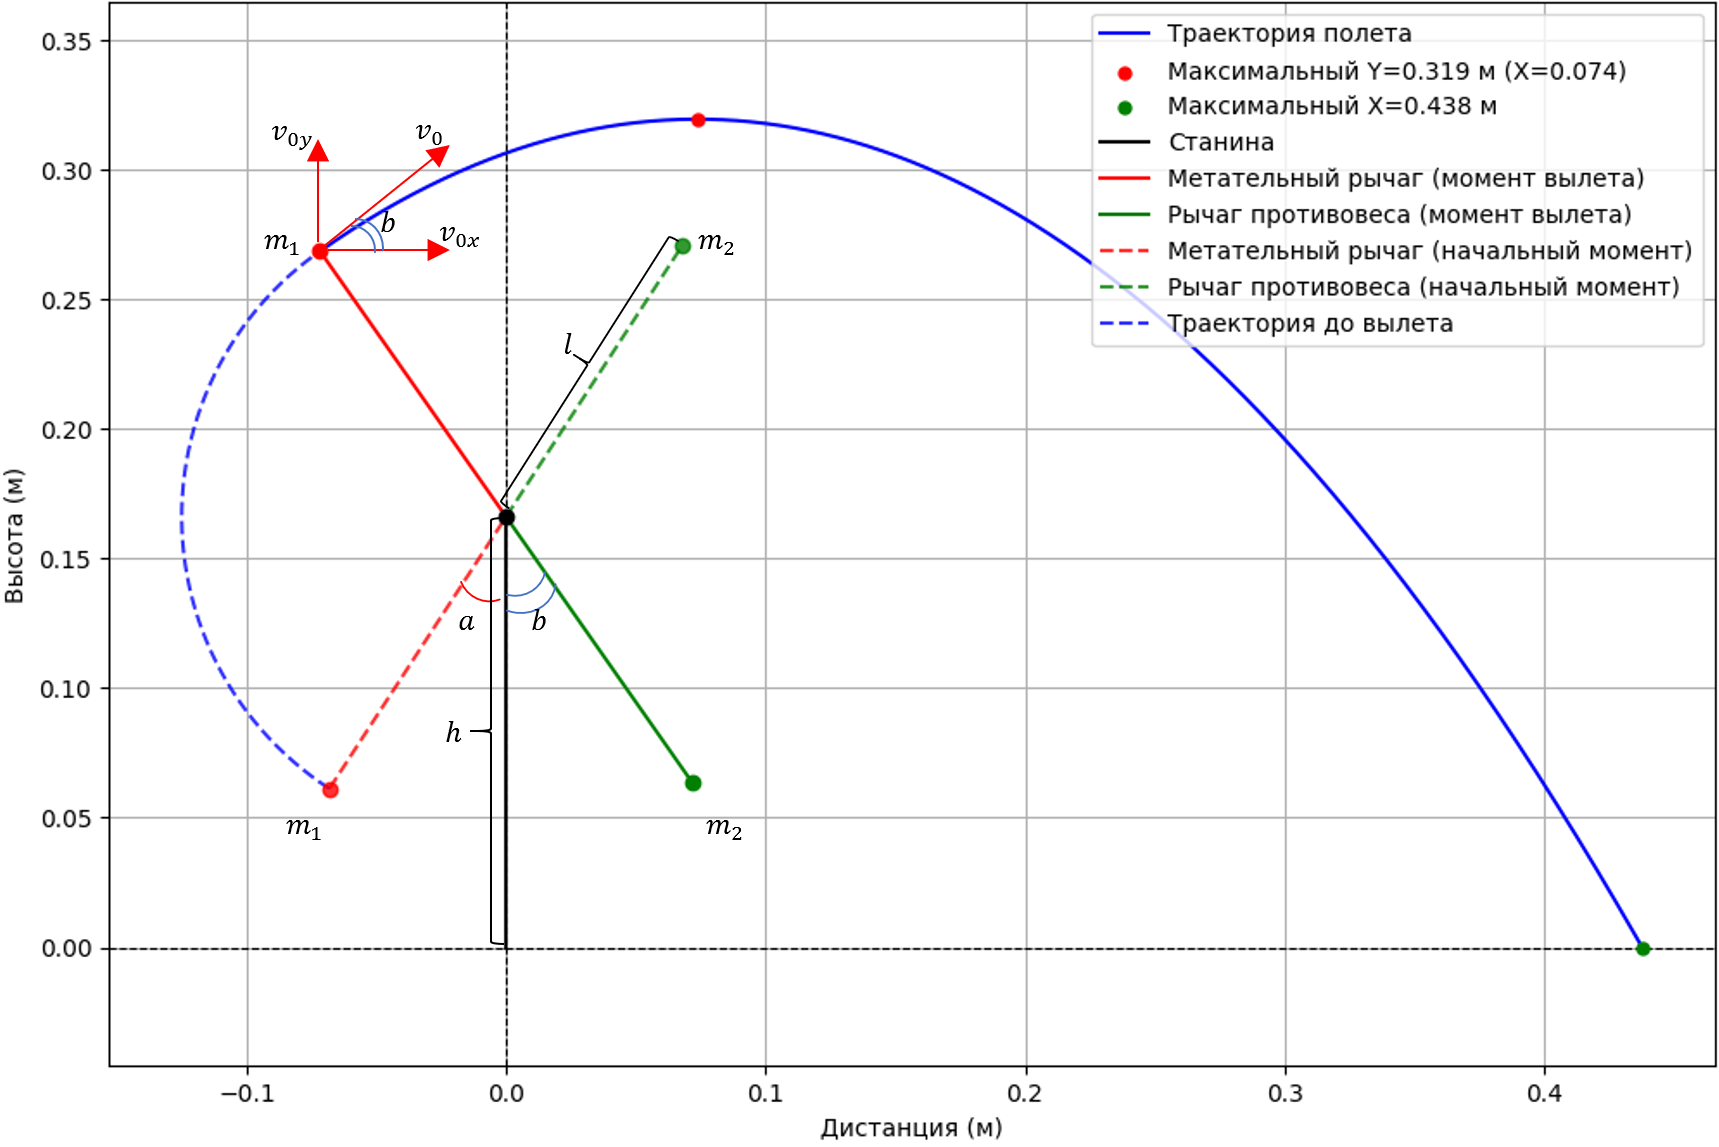 Траектория полета
Максимальный Y=0.319 м (X=0.074)
Максимальный X=0.438 м
Станина
Метательный рычаг (момент вылета)
Рычаг противовеса (момент вылета)
Метательный рычаг (начальный момент)
Рычаг противовеса (начальный момент)
Траектория до вылета
0.35
0.30
0.25
0.20
0.15
0.10
0.05
0.00
Высота (м)
v₀y
v₀
b
v₀x
m₁
m₂
l
a
b
h
m₁
m₂
−0.1
0.0
0.1
0.2
0.3
0.4
Дистанция (м)